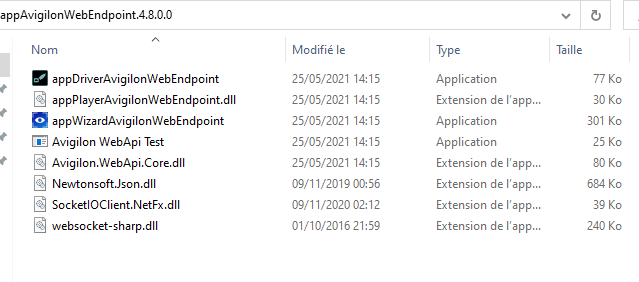 appAvigilonWebEndpoint.4.8.0.0
Nom Modifié le Type Taille
appDriverAvigilonWebEndpoint 25/05/2021 14:15 Application 77 Ko
appPlayerAvigilonWebEndpoint.dll 25/05/2021 14:15 Extension de l'app... 30 Ko
appWizardAvigilonWebEndpoint 25/05/2021 14:15 Application 301 Ko
Avigilon WebApi Test 25/05/2021 14:15 Application 25 Ko
Avigilon.WebApi.Core.dll 25/05/2021 14:15 Extension de l'app... 80 Ko
Newtonsoft.Json.dll 09/11/2019 00:56 Extension de l'app... 684 Ko
SocketIOClient.NetFx.dll 09/11/2020 02:12 Extension de l'app... 39 Ko
websocket-sharp.dll 01/10/2016 21:59 Extension de l'app... 240 Ko